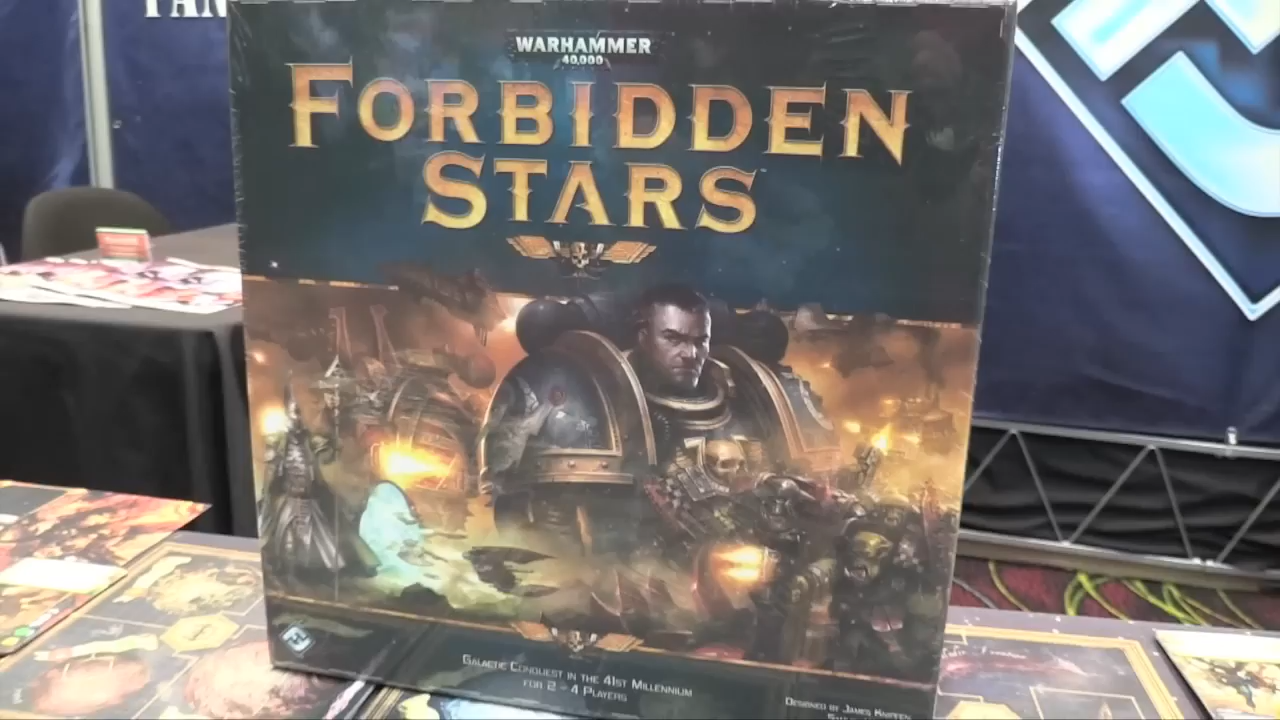 FAN
WARHAMMER
40,000
FORBIDDEN
STARS
GALACTIC CONQUEST IN THE 41ST MILLENNIUM
FOR 2 - 4 PLAYERS
DESIGNED BY JAMES KNIFFEN